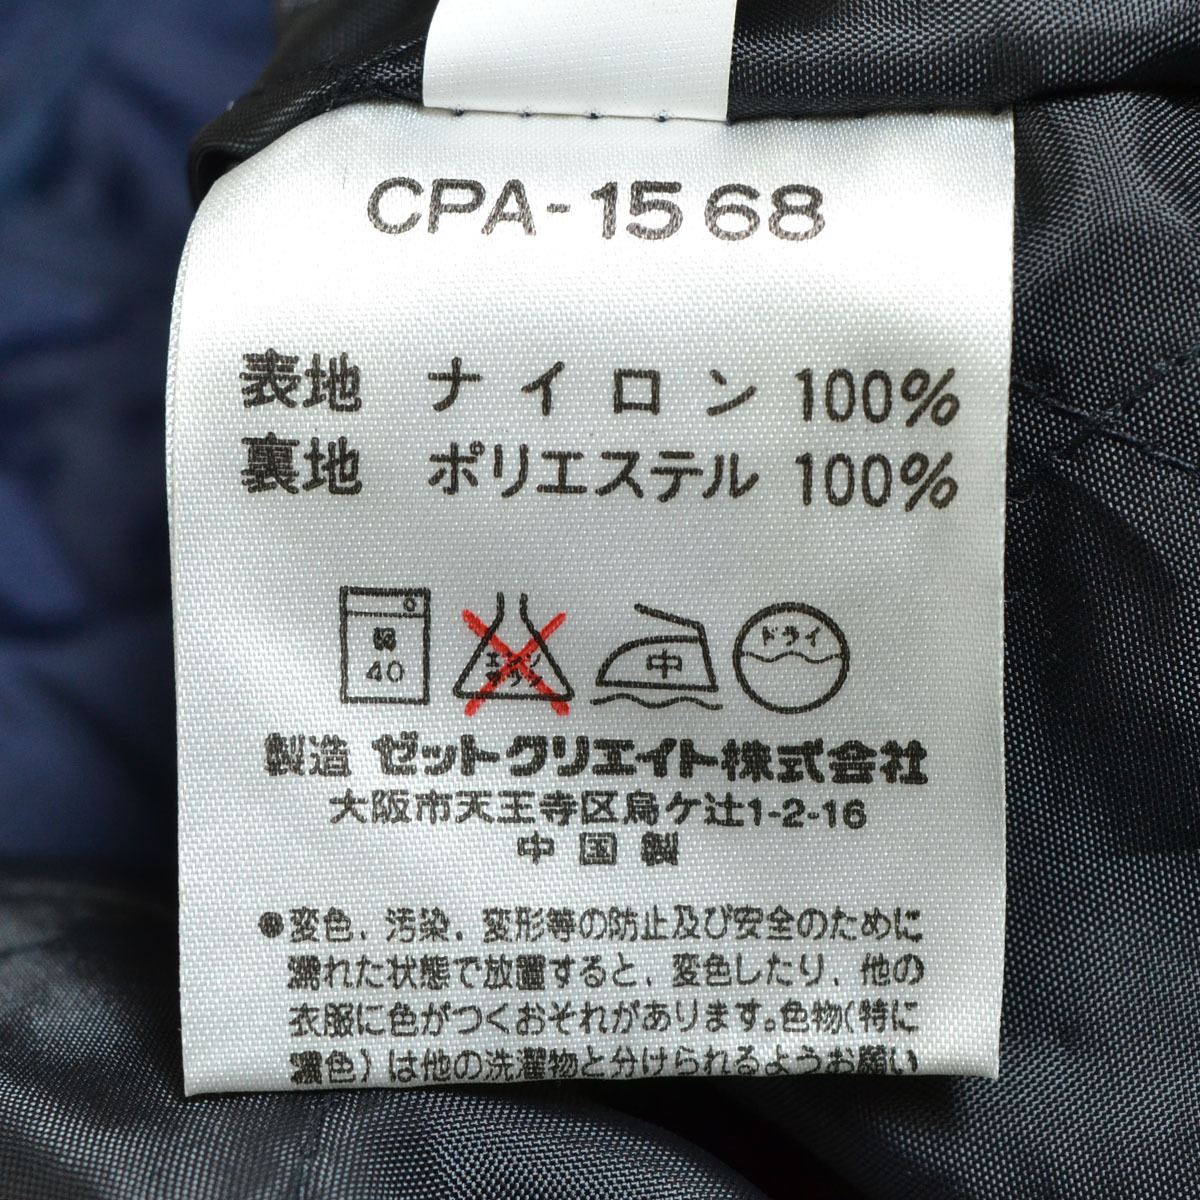 CPA-1568
表地 ナイロン 100%
裏地 ポリエステル 100%
弱 40
エンソ サラシ
中
ドライ
製造 ゼットクリエイト株式会社
大阪市天王寺区烏ケ辻1-2-16
中国製
●変色、汚染、変形等の防止及び安全のために
濡れた状態で放置すると、変色したり、他の
衣服に色がつくおそれがあります。色物(特に
濃色)は他の洗濯物と分けられるようお願い